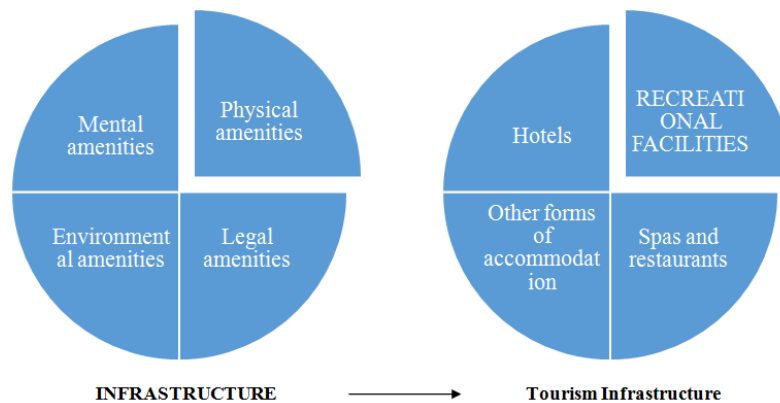 Mental
amenities
Physical
amenities
Environment
al amenities
Legal
amenities
Hotels
RECREATI
ONAL
FACILITIES
Other forms
of
accommodat
ion
Spas and
restaurants
INFRASTRUCTURE
Tourism Infrastructure